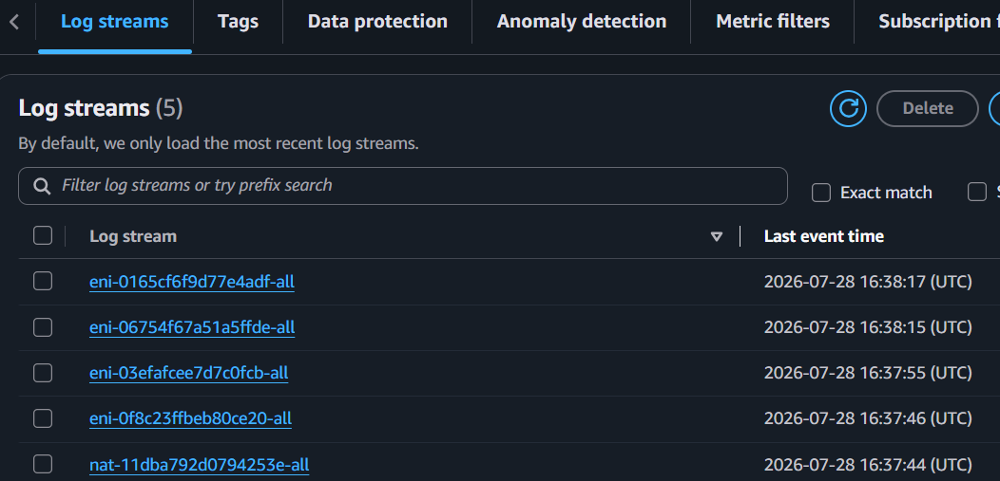 Log streams Tags Data protection Anomaly detection Metric filters Subscription
Log streams (5)
Delete
By default, we only load the most recent log streams.
Filter log streams or try prefix search
Exact match
Log stream Last event time
eni-0165cf6f9d77e4adf-all 2026-07-28 16:38:17 (UTC)
eni-06754f67a51a5ffde-all 2026-07-28 16:38:15 (UTC)
eni-03efafcee7d7c0fcb-all 2026-07-28 16:37:55 (UTC)
eni-0f8c23ffbeb80ce20-all 2026-07-28 16:37:46 (UTC)
nat-11dba792d0794253e-all 2026-07-28 16:37:44 (UTC)